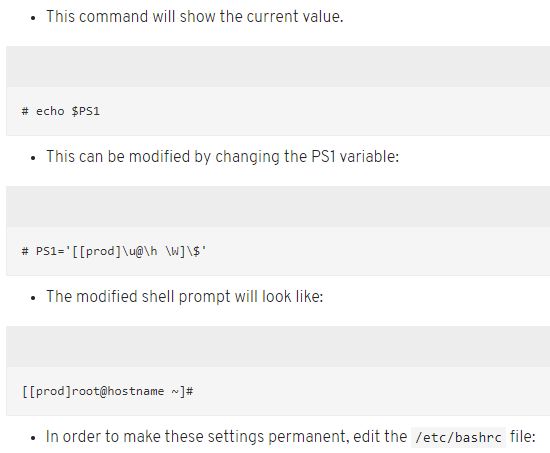 • This command will show the current value.
# echo $PS1
• This can be modified by changing the PS1 variable:
# PS1='[[prod]\u@\h \W]\$'
• The modified shell prompt will look like:
[[prod]root@hostname ~]#
• In order to make these settings permanent, edit the /etc/bashrc file: